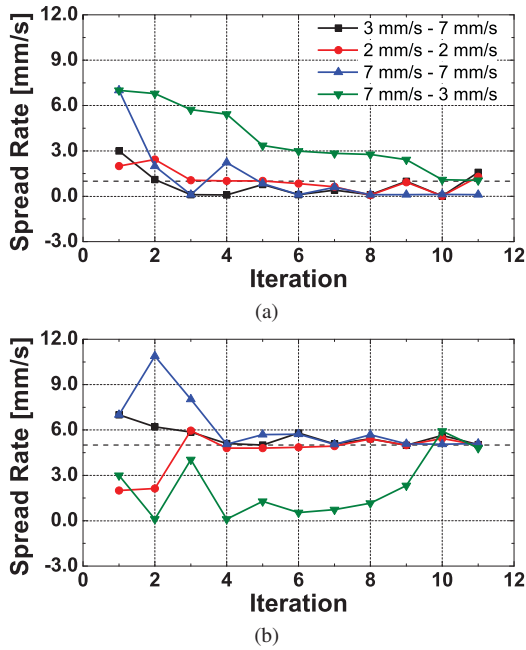 (a)
12.0
9.0
6.0
3.0
0.0
-3.0
Spread Rate [mm/s]
3 mm/s - 7 mm/s
2 mm/s - 2 mm/s
7 mm/s - 7 mm/s
7 mm/s - 3 mm/s
0 2 4 6 8 10 12
Iteration
(a)
12.0
9.0
6.0
3.0
0.0
-3.0
Spread Rate [mm/s]
0 2 4 6 8 10 12
Iteration
(b)